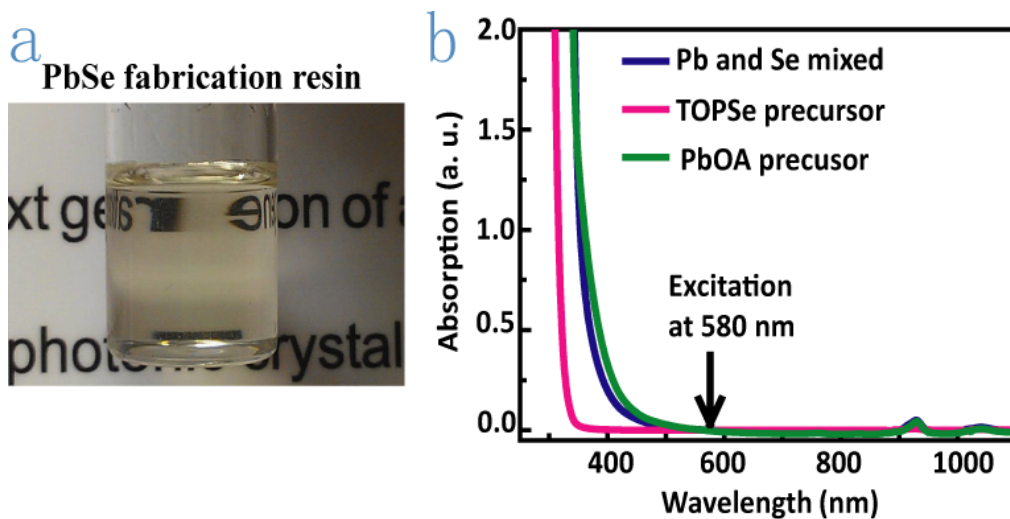 a
PbSe fabrication resin
xt ge
on of a
photo
crystal
b
2.0
1.5
1.0
0.5
0.0
Absorption (a. u.)
Pb and Se mixed
TOPSe precursor
PbOA precusor
Excitation
at 580 nm
400 600 800 1000
Wavelength (nm)